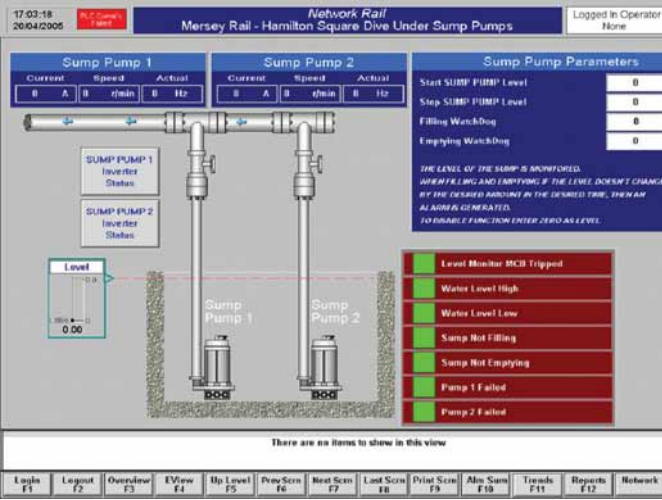 17:03:18
20/04/2005
PLC Comm's
Failed
Network Rail
Mersey Rail - Hamilton Square Dive Under Sump Pumps
Logged In Operator
None
Sump Pump 1
Current Speed Actual
0 A 0 r/min 0 Hz
Sump Pump 2
Current Speed Actual
0 A 0 r/min 0 Hz
Sump Pump Parameters
Start SUMP PUMP Level 0
Stop SUMP PUMP Level 0
Filling WatchDog 0
Emptying WatchDog 0
THE LEVEL OF THE SUMP IS MONITORED.
WHEN FILLING AND EMPTYING IF THE LEVEL DOESN'T CHANGE
BY THE DESIRED AMOUNT IN THE DESIRED TIME, THEN AN
ALARM IS GENERATED.
TO DISABLE FUNCTION ENTER ZERO AS LEVEL.
SUMP PUMP 1
Inverter
Status
SUMP PUMP 2
Inverter
Status
Level
0.00
Sump
Pump 1
Sump
Pump 2
Level Monitor MCB Tripped
Water Level High
Water Level Low
Sump Not Filling
Sump Not Emptying
Pump 1 Failed
Pump 2 Failed
There are no items to show in this view
Login F1
Logout F2
Overview F3
EView F4
Up Level F5
Prev Scrn F6
Next Scrn F7
Last Scrn F8
Print Scrn F9
Alm Sum F10
Trends F11
Reports F12
Network